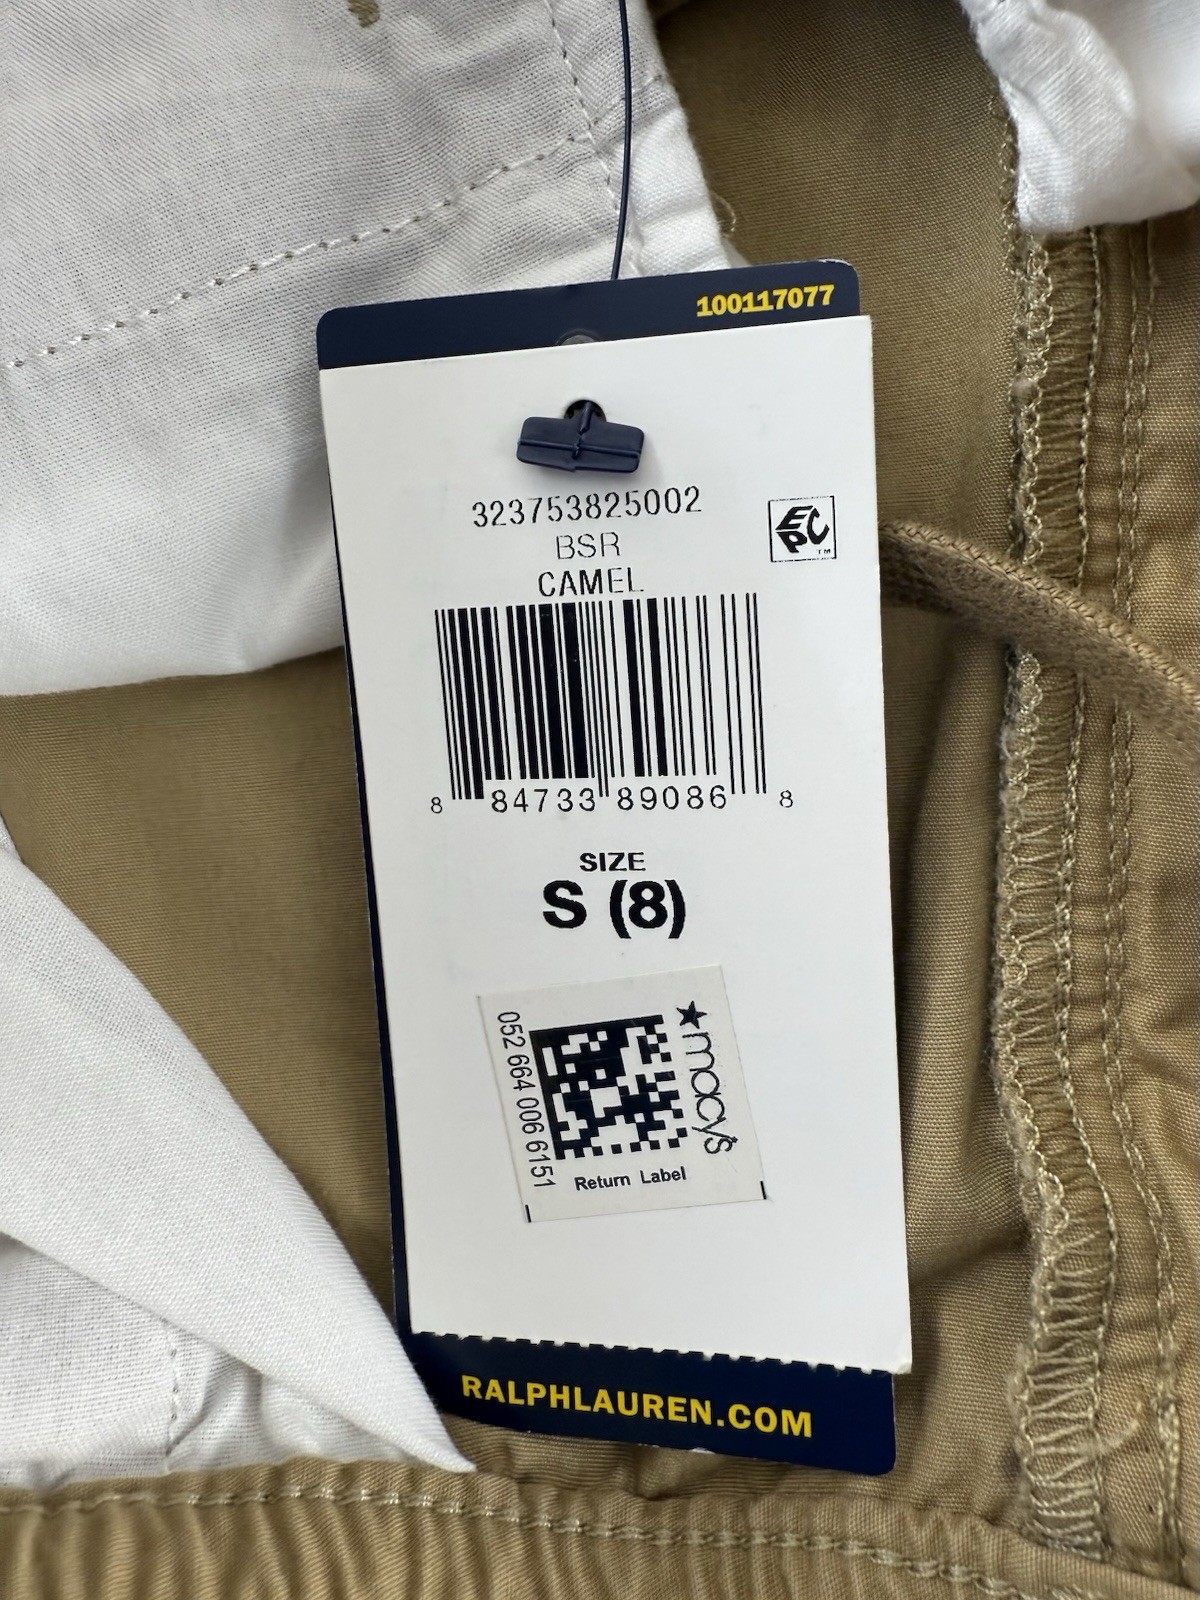 100117077
323753825002
BSR
EPC™
CAMEL
8 84733 89086 8
SIZE
S (8)
★macy's
052 664 006 6151
Return Label
RALPHLAUREN.COM